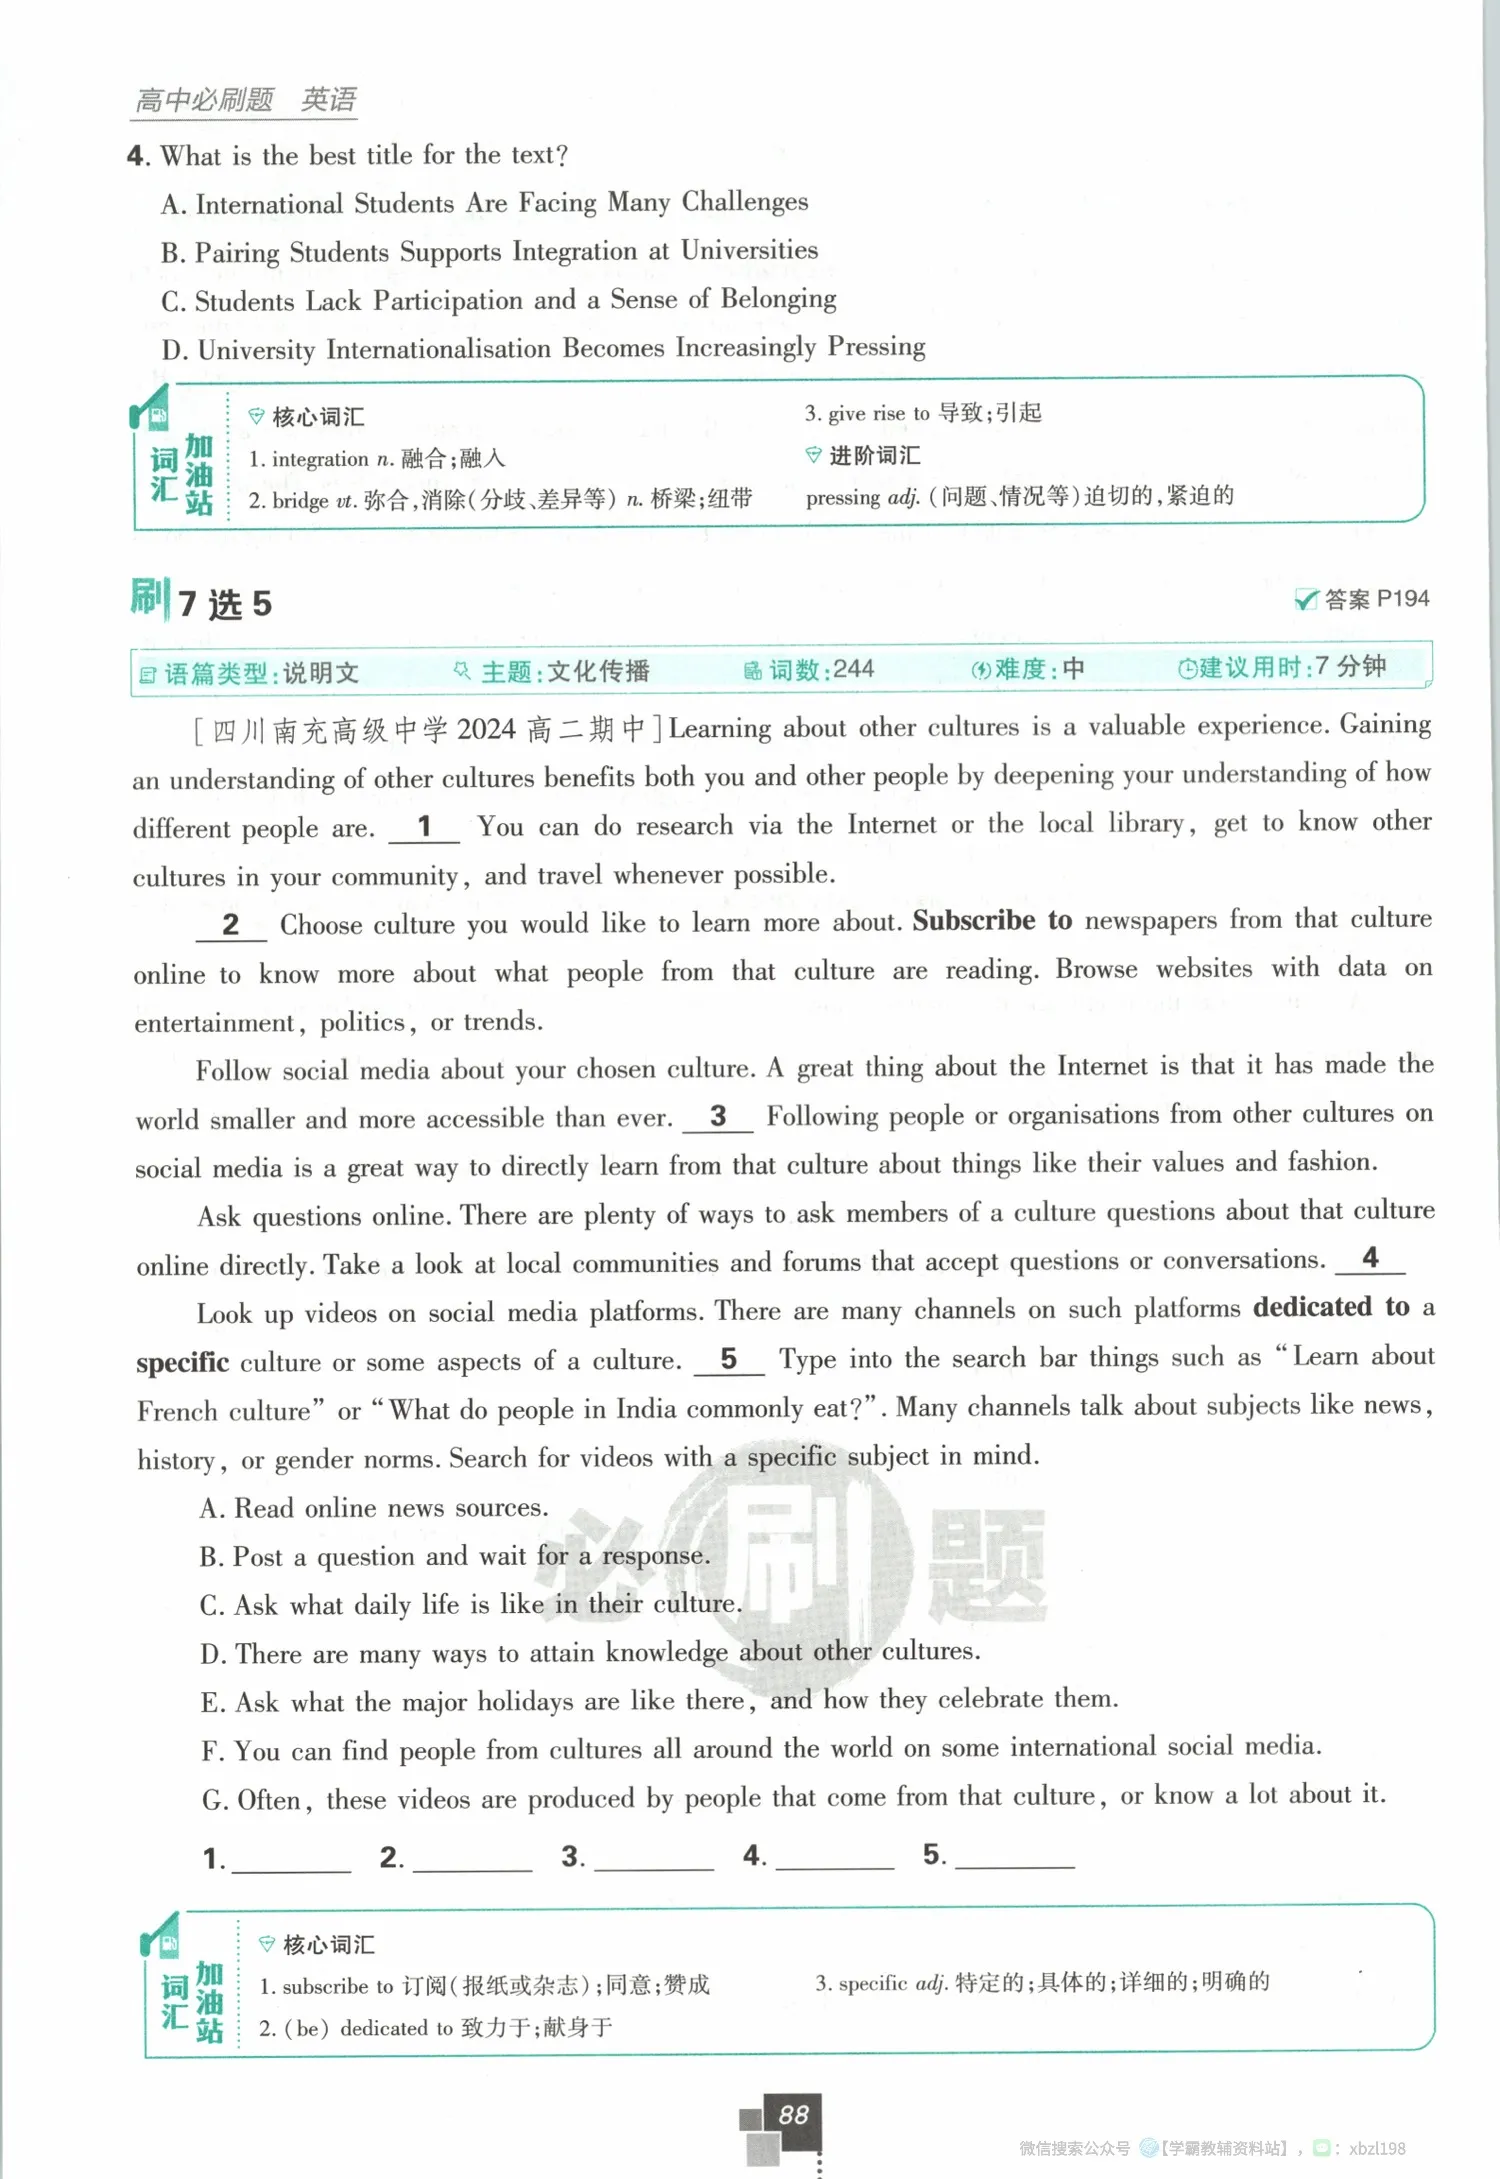 高中必刷题 英语
4. What is the best title for the text?
A. International Students Are Facing Many Challenges
B. Pairing Students Supports Integration at Universities
C. Students Lack Participation and a Sense of Belonging
D. University Internationalisation Becomes Increasingly Pressing
词汇加油站
核心词汇
1. integration n. 融合;融入
2. bridge vt. 弥合,消除(分歧、差异等) n. 桥梁;纽带
3. give rise to 导致;引起
进阶词汇
pressing adj. (问题、情况等)迫切的,紧迫的
刷7选5
答案 P194
语篇类型:说明文 主题:文化传播 词数:244 难度:中 建议用时:7分钟
[四川南充高级中学2024高二期中]Learning about other cultures is a valuable experience. Gaining
an understanding of other cultures benefits both you and other people by deepening your understanding of how
different people are. 1 You can do research via the Internet or the local library, get to know other
cultures in your community, and travel whenever possible.
2 Choose culture you would like to learn more about. Subscribe to newspapers from that culture
online to know more about what people from that culture are reading. Browse websites with data on
entertainment, politics, or trends.
Follow social media about your chosen culture. A great thing about the Internet is that it has made the
world smaller and more accessible than ever. 3 Following people or organisations from other cultures on
social media is a great way to directly learn from that culture about things like their values and fashion.
Ask questions online. There are plenty of ways to ask members of a culture questions about that culture
online directly. Take a look at local communities and forums that accept questions or conversations. 4
Look up videos on social media platforms. There are many channels on such platforms dedicated to a
specific culture or some aspects of a culture. 5 Type into the search bar things such as “Learn about
French culture” or “What do people in India commonly eat?”. Many channels talk about subjects like news,
history, or gender norms. Search for videos with a specific subject in mind.
A. Read online news sources.
B. Post a question and wait for a response.
C. Ask what daily life is like in their culture.
D. There are many ways to attain knowledge about other cultures.
E. Ask what the major holidays are like there, and how they celebrate them.
F. You can find people from cultures all around the world on some international social media.
G. Often, these videos are produced by people that come from that culture, or know a lot about it.
必刷题
1. ____ 2. ____ 3. ____ 4. ____ 5. ____
词汇加油站
核心词汇
1. subscribe to 订阅(报纸或杂志);同意;赞成
2. (be) dedicated to 致力于;献身于
3. specific adj. 特定的;具体的;详细的;明确的
88
微信搜索公众号【学霸教辅资料站】,:xbzl198